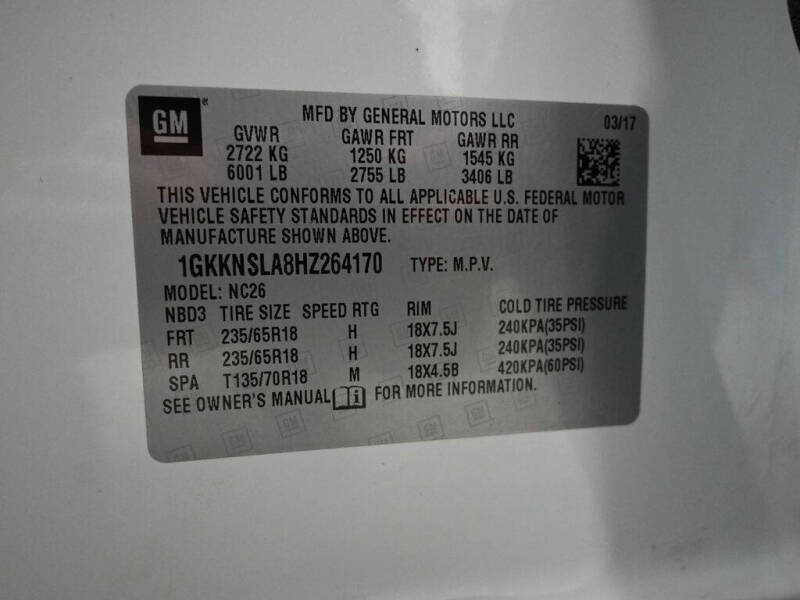 GM
MFD BY GENERAL MOTORS LLC 03/17
GVWR GAWR FRT GAWR RR
2722 KG 1250 KG 1545 KG
6001 LB 2755 LB 3406 LB
THIS VEHICLE CONFORMS TO ALL APPLICABLE U.S. FEDERAL MOTOR
VEHICLE SAFETY STANDARDS IN EFFECT ON THE DATE OF
MANUFACTURE SHOWN ABOVE.
1GKKNSLA8HZ264170 TYPE: M.P.V.
MODEL: NC26
NBD3 TIRE SIZE SPEED RTG RIM COLD TIRE PRESSURE
FRT 235/65R18 H 18X7.5J 240KPA(35PSI)
RR 235/65R18 H 18X7.5J 240KPA(35PSI)
SPA T135/70R18 M 18X4.5B 420KPA(60PSI)
SEE OWNER'S MANUAL i FOR MORE INFORMATION.